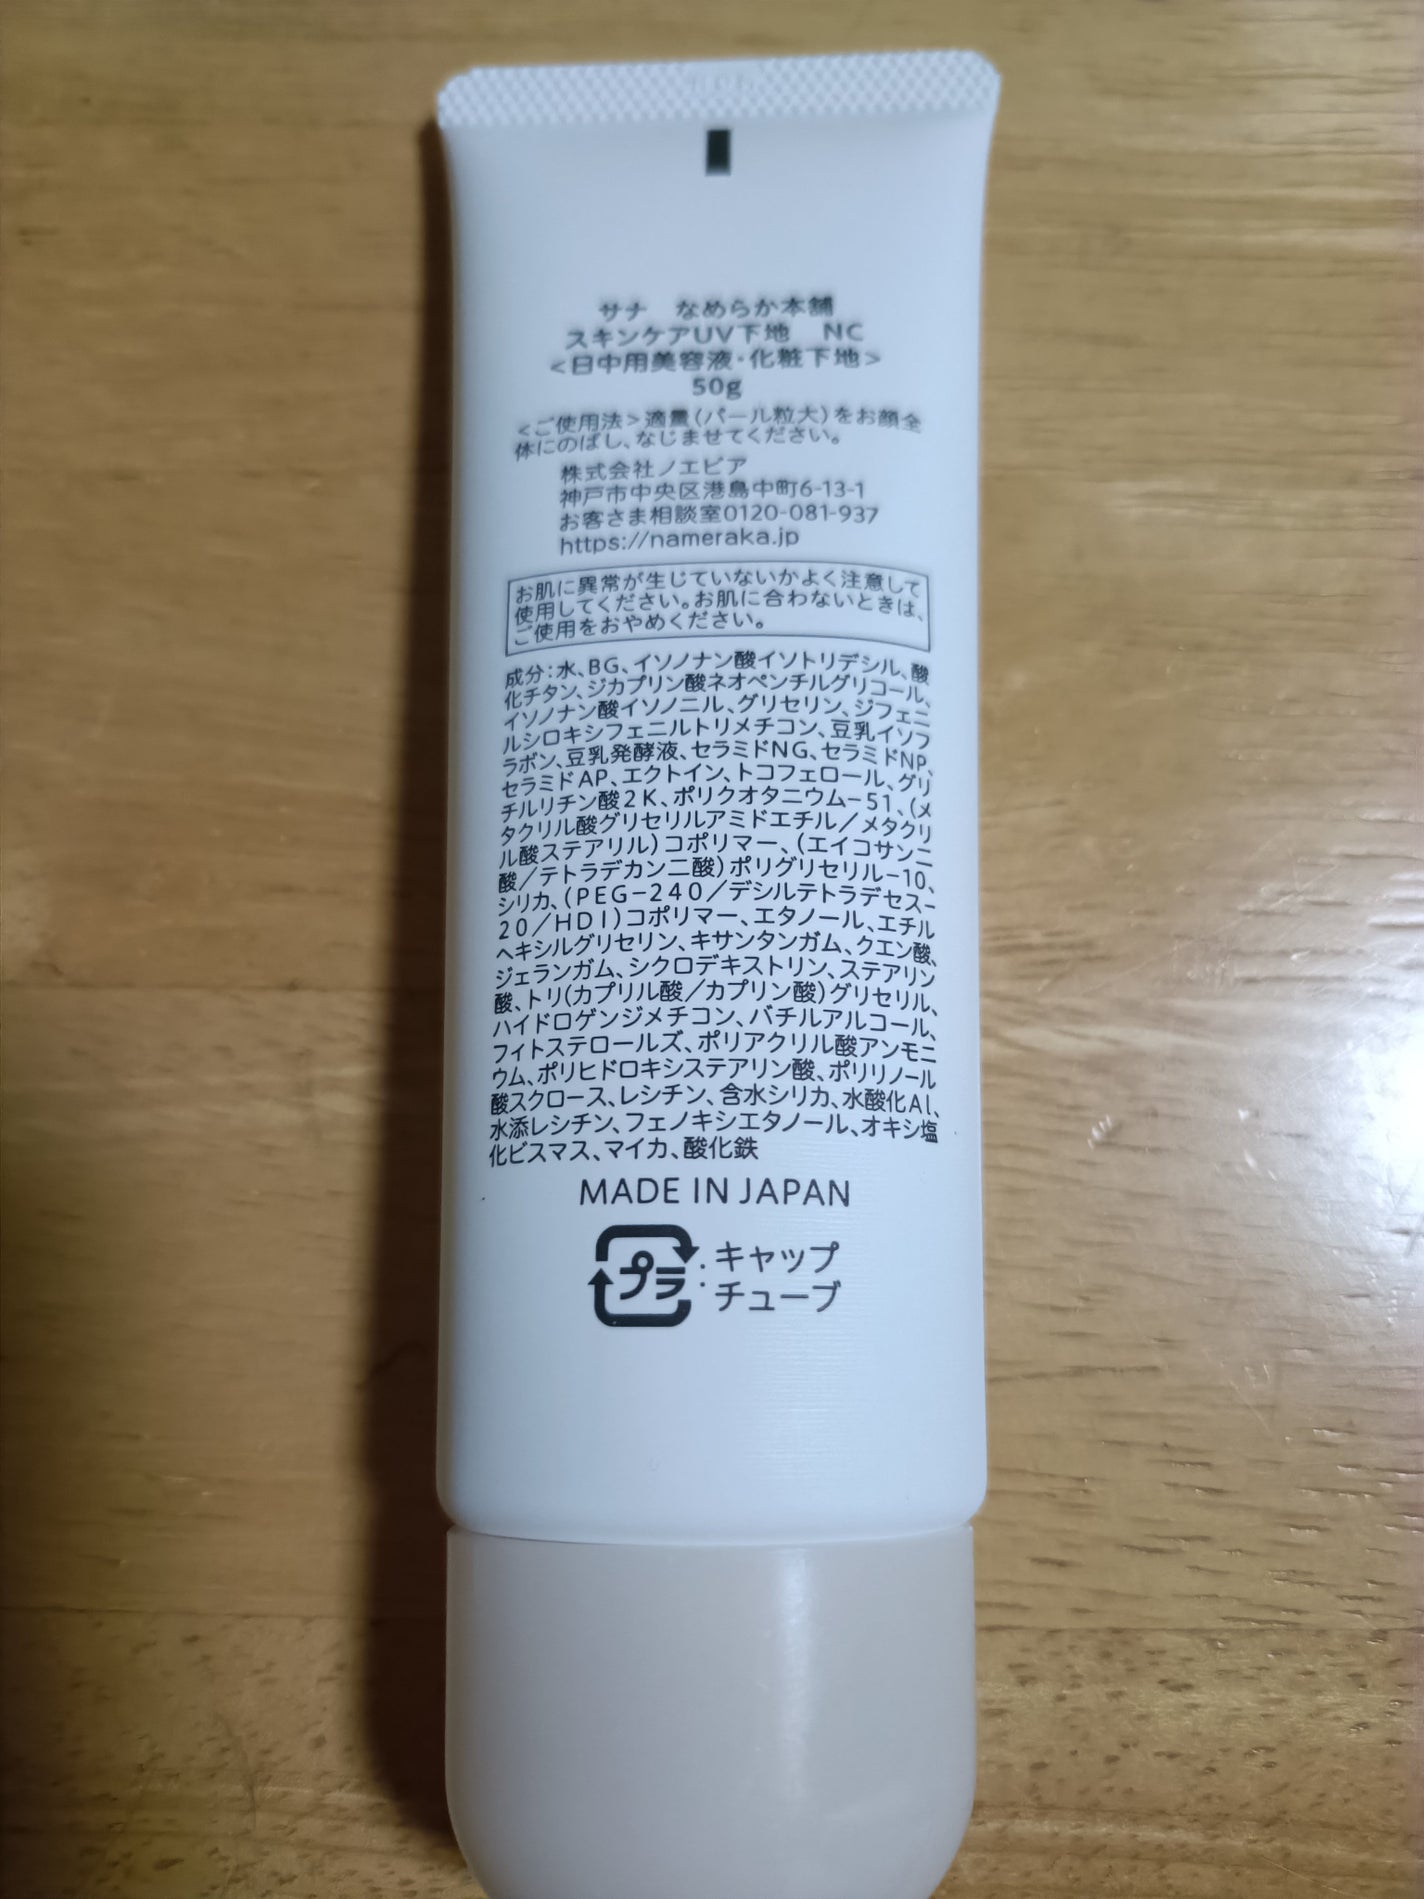 サナ　なめらか本舗
スキンケアUV下地　NC
<日中用美容液・化粧下地>
50g
<ご使用法>適量(パール粒大)をお顔全
体にのばし、なじませてください。
株式会社ノエビア
神戸市中央区港島中町6-13-1
お客さま相談室0120-081-937
https://nameraka.jp
お肌に異常が生じていないかよく注意して
使用してください。お肌に合わないときは、
ご使用をおやめください。
成分:水、BG、イソノナン酸イソトリデシル、酸
化チタン、ジカプリン酸ネオペンチルグリコール、
イソノナン酸イソノニル、グリセリン、ジフェニ
ルシロキシフェニルトリメチコン、豆乳イソフ
ラボン、豆乳発酵液、セラミドNG、セラミドNP、
セラミドAP、エクトイン、トコフェロール、グリ
チルリチン酸2K、ポリクオタニウム-51、(メ
タクリル酸グリセリルアミドエチル/メタクリ
ル酸ステアリル)コポリマー、(エイコサン二
酸/テトラデカン二酸)ポリグリセリル-10、
シリカ、(PEG-240/デシルテトラデセス-
20/HDI)コポリマー、エタノール、エチル
ヘキシルグリセリン、キサンタンガム、クエン酸、
ジェランガム、シクロデキストリン、ステアリン
酸、トリ(カプリル酸/カプリン酸)グリセリル、
ハイドロゲンジメチコン、バチルアルコール、
フィトステロールズ、ポリアクリル酸アンモニ
ウム、ポリヒドロキシステアリン酸、ポリリノール
酸スクロース、レシチン、含水シリカ、水酸化Al、
水添レシチン、フェノキシエタノール、オキシ塩
化ビスマス、マイカ、酸化鉄
MADE IN JAPAN
プラ : キャップ
チューブ